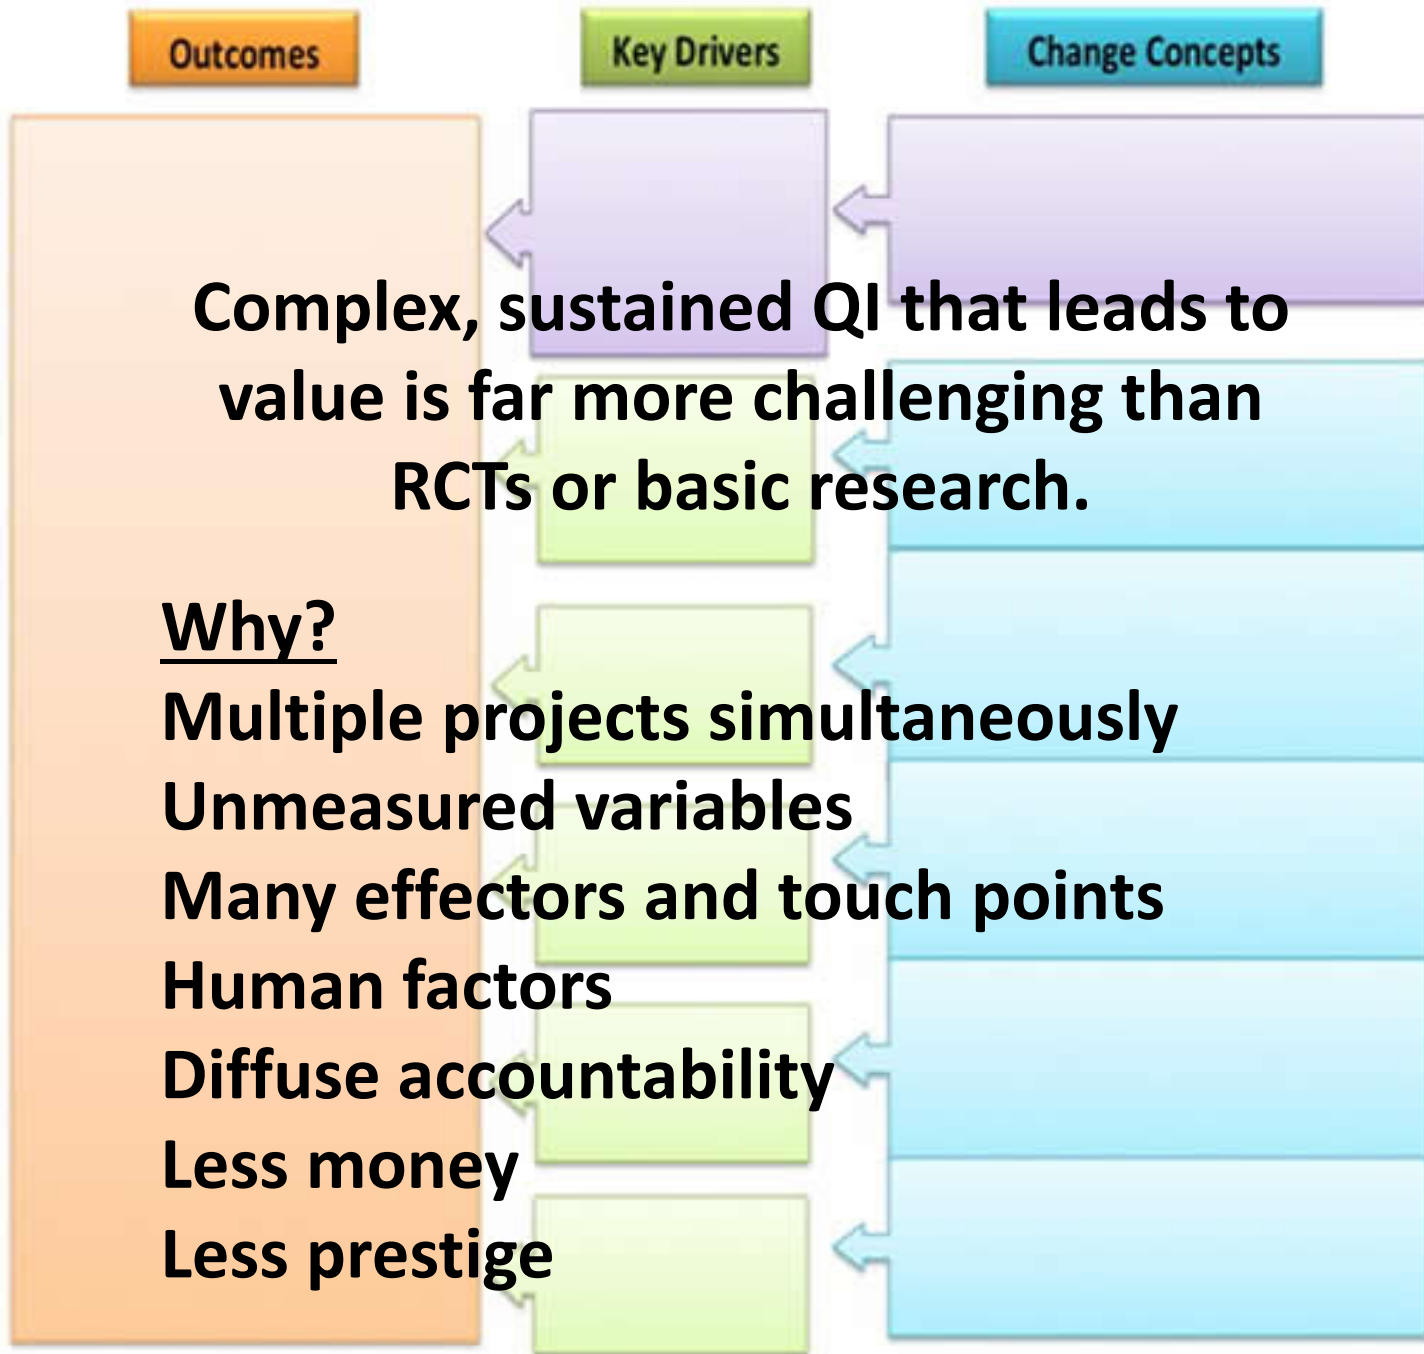 Outcomes
Key Drivers
Change Concepts
Complex, sustained QI that leads to
value is far more challenging than
RCTs or basic research.
Why?
Multiple projects simultaneously
Unmeasured variables
Many effectors and touch points
Human factors
Diffuse accountability
Less money
Less prestige